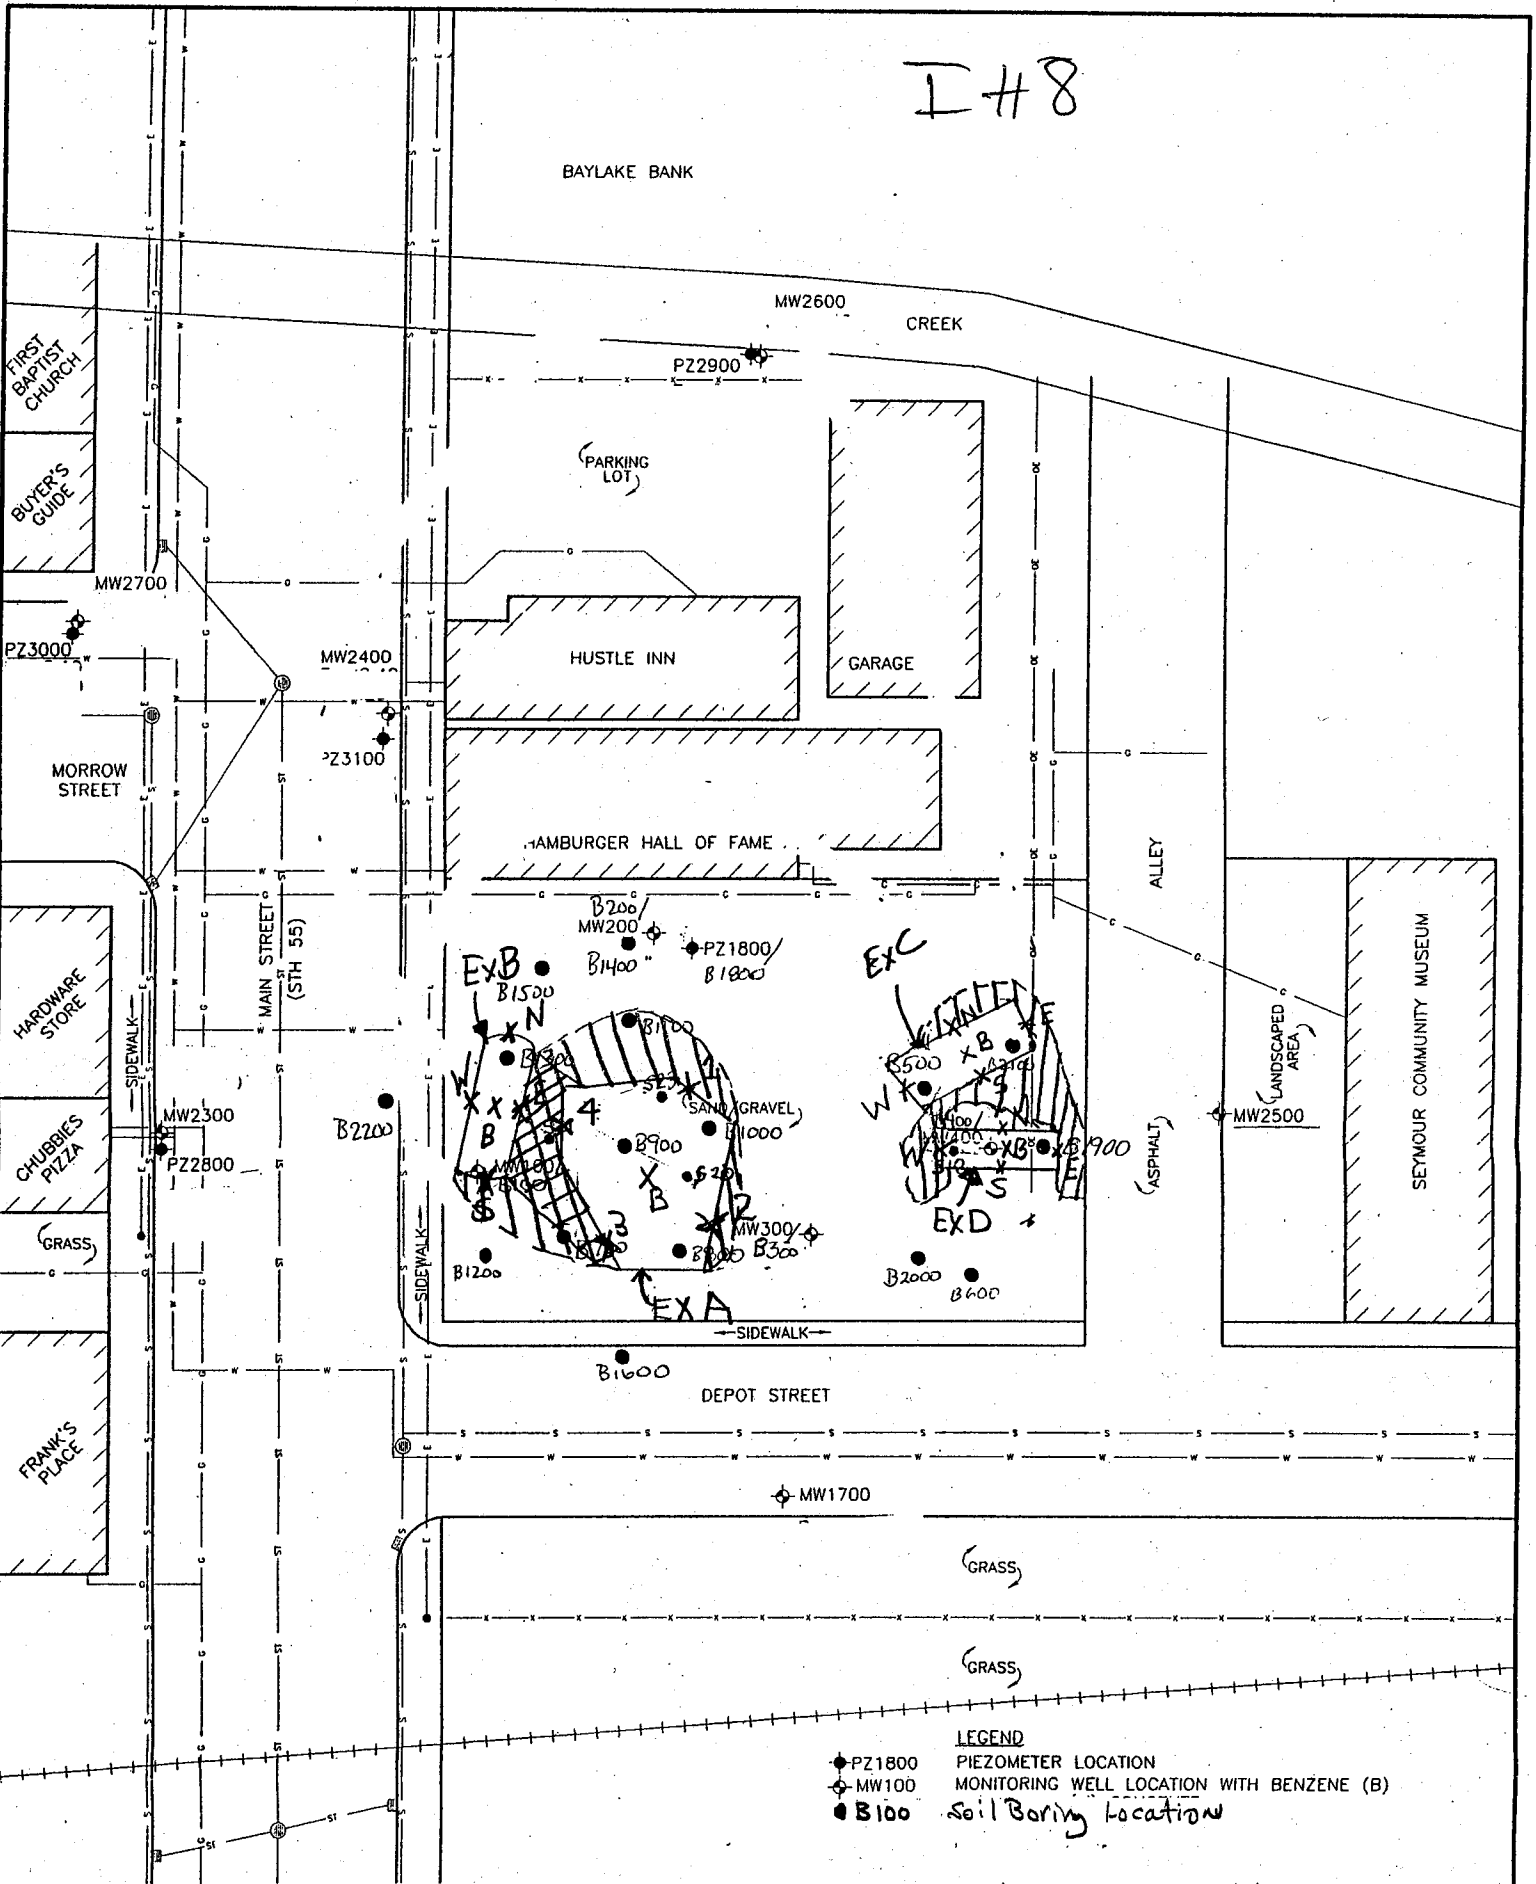 I#8
BAYLAKE BANK
MW2600
CREEK
PZ2900
FIRST
BAPTIST
CHURCH
BUYER'S
GUIDE
(PARKING
LOT)
MW2700
PZ3000
MW2400
HUSTLE INN
GARAGE
PZ3100
MORROW
STREET
HAMBURGER HALL OF FAME
ALLEY
B200/
MW200
B1400
PZ1800/
B1800
MAIN STREET
(STH 55)
EXB
B1500
N
EXC
HARDWARE
STORE
SIDEWALK
B500
W
B
N
E
S
(LANDSCAPED
AREA)
SEYMOUR COMMUNITY MUSEUM
W
B
E
S
4
1
(SAND/GRAVEL)
B1000
B900
B
2
3
B2200
MW2300
PZ2800
CHUBBIES
PIZZA
(GRASS)
W
B
B1900
N
E
S
EXD
(ASPHALT)
MW2500
MW300/
B300
B1200
B2000
B600
EXA
SIDEWALK
SIDEWALK
B1600
DEPOT STREET
FRANK'S
PLACE
MW1700
(GRASS)
(GRASS)
LEGEND
PZ1800 PIEZOMETER LOCATION
MW100 MONITORING WELL LOCATION WITH BENZENE (B)
B100 Soil Boring Location